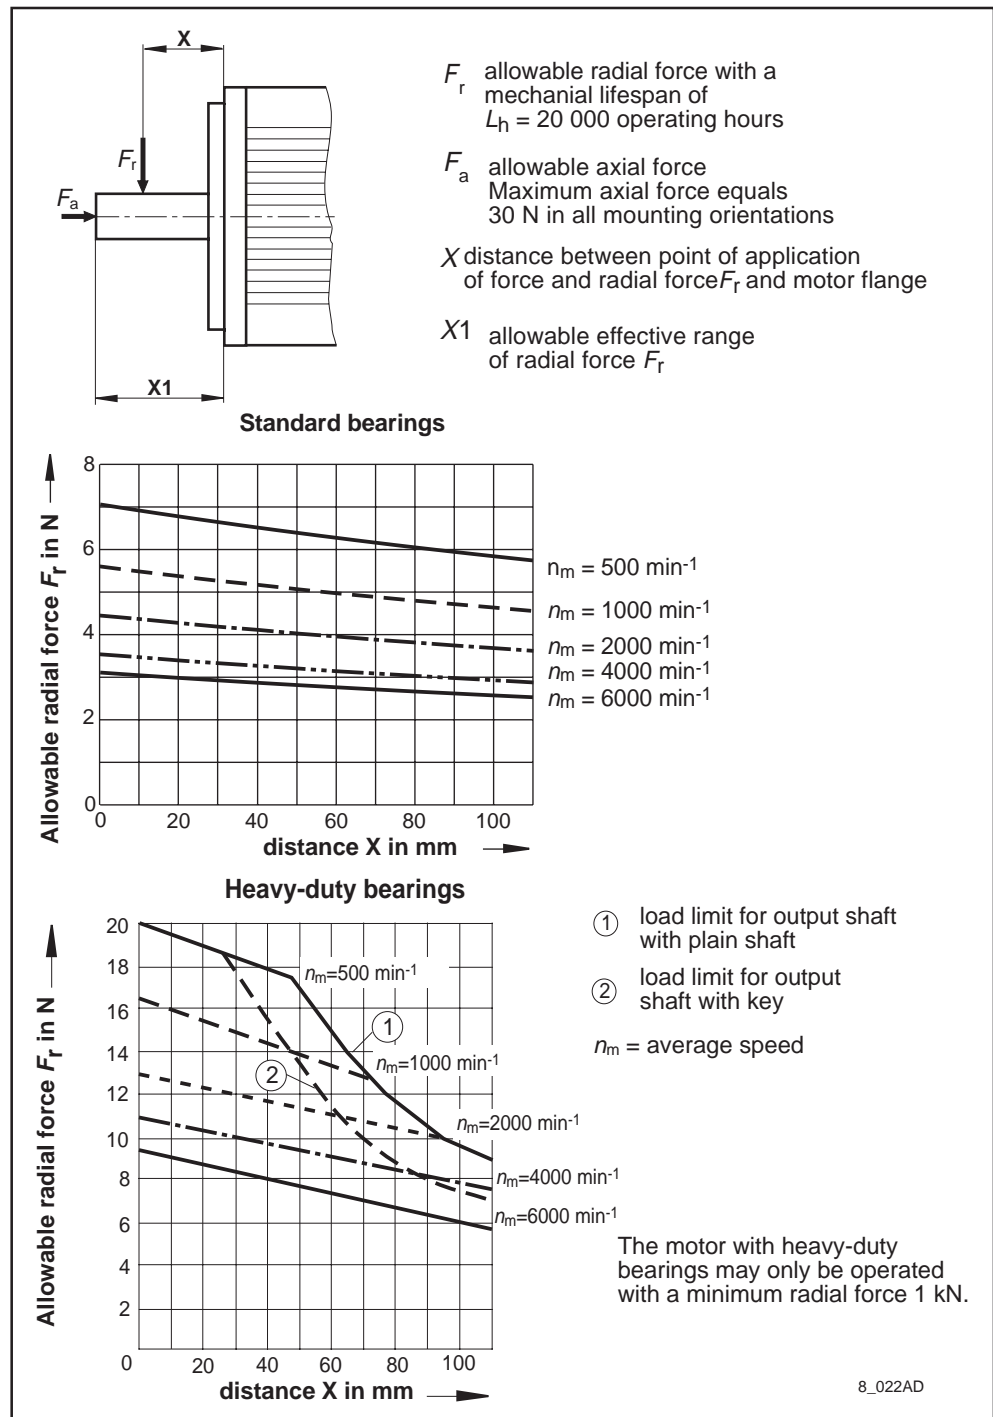 X
Fr
Fa
X1
Fr allowable radial force with a
mechanial lifespan of
Lh = 20 000 operating hours
Fa allowable axial force
Maximum axial force equals
30 N in all mounting orientations
X distance between point of application
of force and radial forceFr and motor flange
X1 allowable effective range
of radial force Fr
Standard bearings
Allowable radial force Fr in N
8
6
4
2
0
0 20 40 60 80 100
distance X in mm
nm = 500 min-1
nm = 1000 min-1
nm = 2000 min-1
nm = 4000 min-1
nm = 6000 min-1
Heavy-duty bearings
Allowable radial force Fr in N
20
18
16
14
12
10
8
6
4
2
0 20 40 60 80 100
distance X in mm
nm=500 min-1
1
nm=1000 min-1
2
nm=2000 min-1
nm=4000 min-1
nm=6000 min-1
1 load limit for output shaft
with plain shaft
2 load limit for output
shaft with key
nm = average speed
The motor with heavy-duty
bearings may only be operated
with a minimum radial force 1 kN.
8_022AD